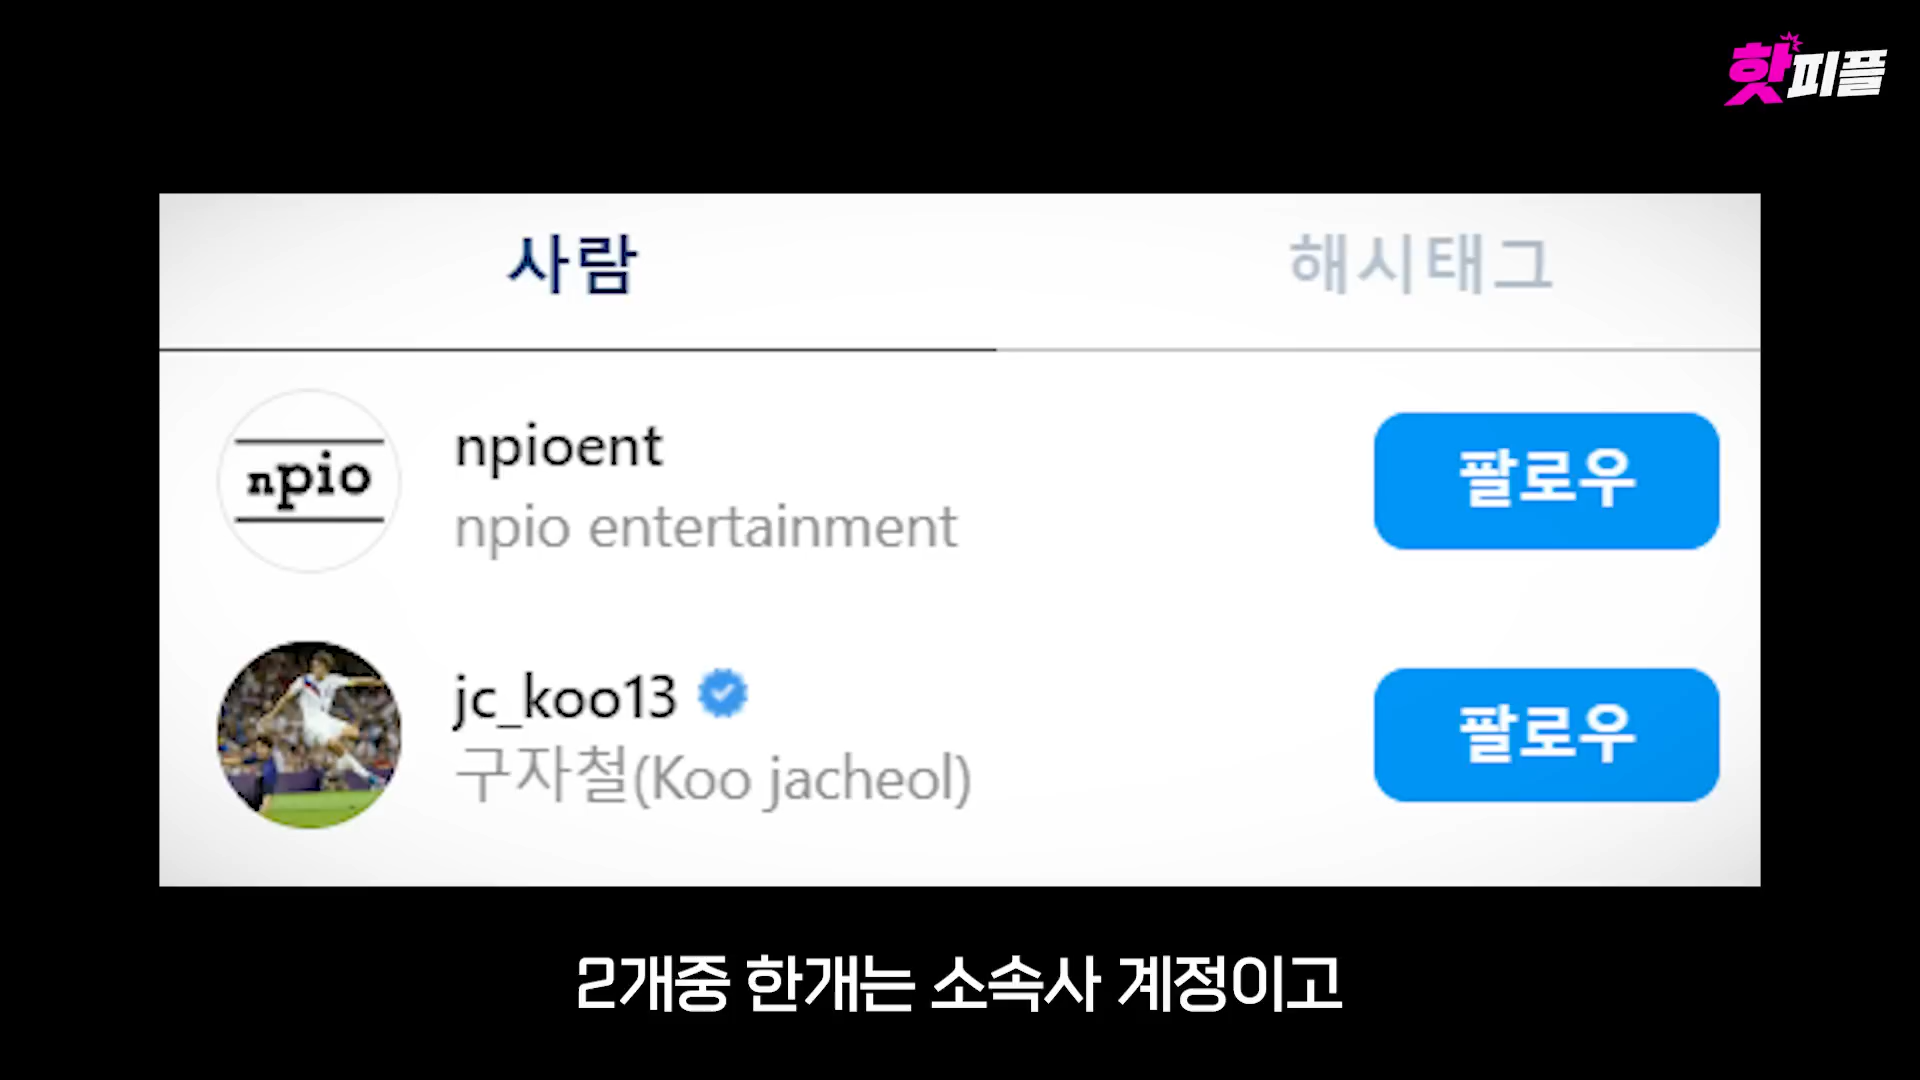 핫피플
사람
해시태그
npio
npioent
npio entertainment
팔로우
jc_koo13
구자철(Koo jacheol)
팔로우
2개중 한개는 소속사 계정이고